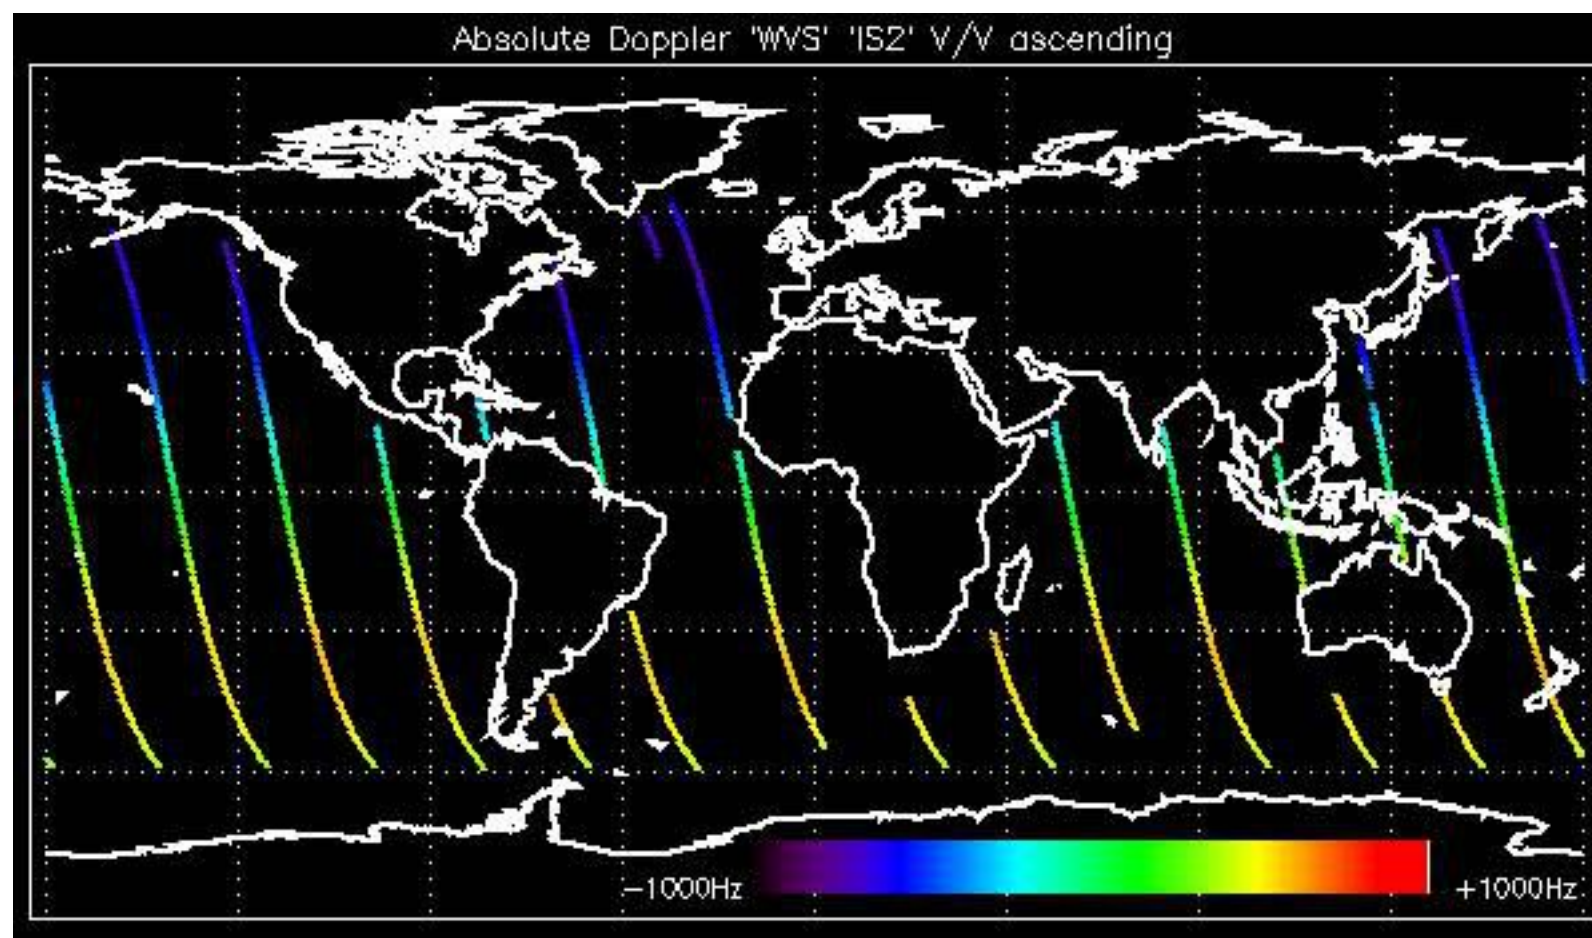 Absolute Doppler 'WVS' 'IS2' V/V ascending
-1000Hz +1000Hz